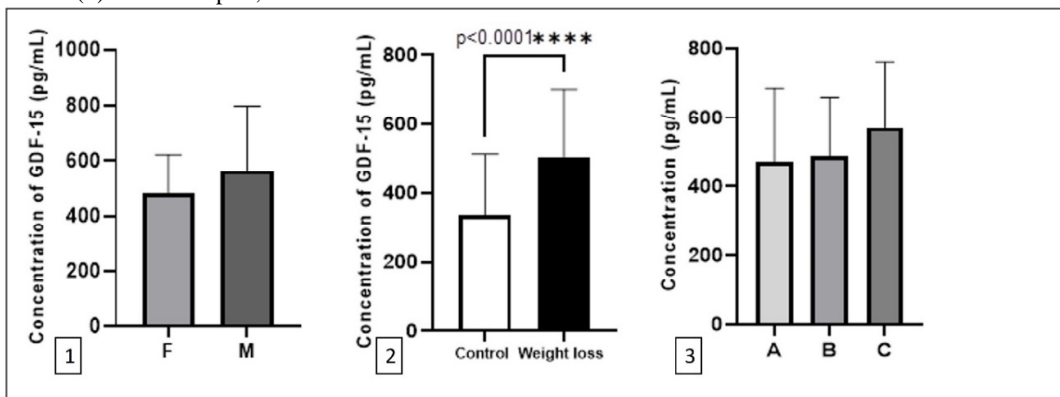 Concentration of GDF-15 (pg/mL)
1000
800
600
400
200
0
F M
1
p<0.0001****
Concentration of GDF-15 (pg/mL)
800
600
400
200
0
Control Weight loss
2
Concentration (pg/mL)
800
600
400
200
0
A B C
3